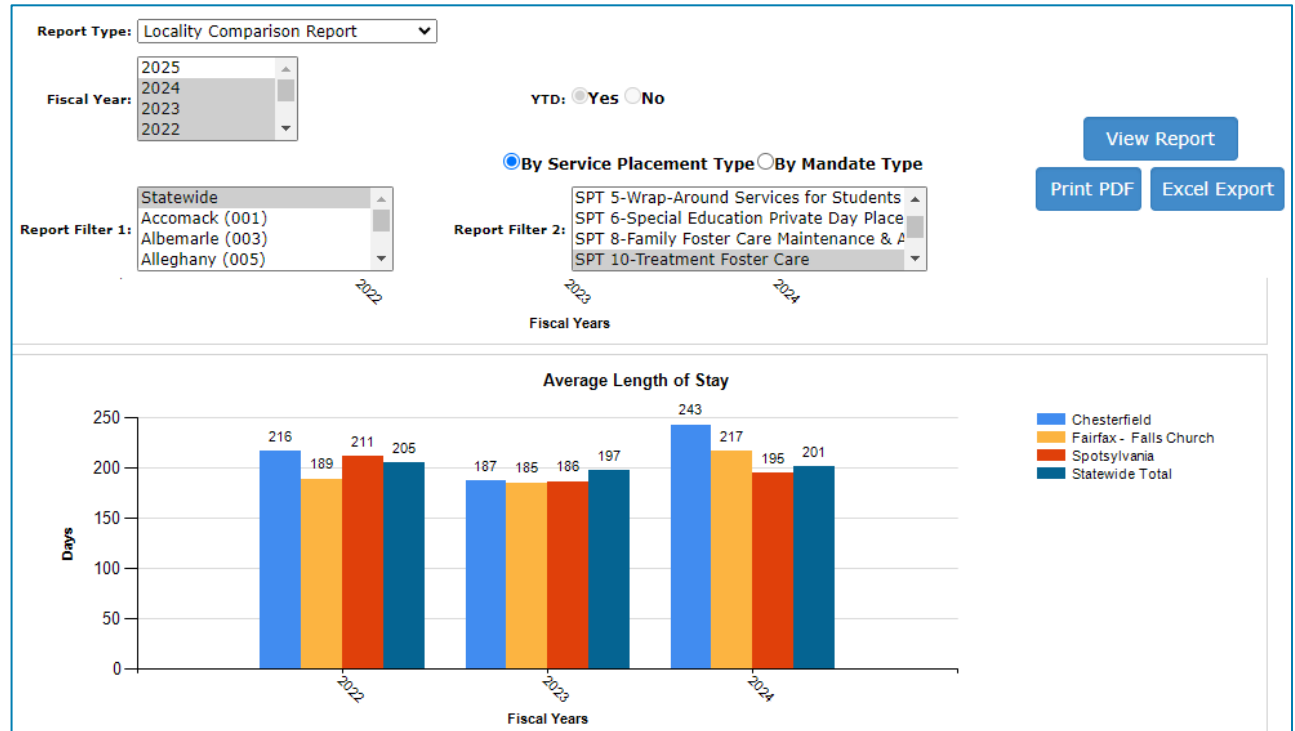 Report Type: Locality Comparison Report
Fiscal Year:
2025
2024
2023
2022
YTD: Yes No
View Report
By Service Placement Type By Mandate Type
Print PDF Excel Export
Report Filter 1:
Statewide
Accomack (001)
Albemarle (003)
Alleghany (005)
Report Filter 2:
SPT 5-Wrap-Around Services for Students
SPT 6-Special Education Private Day Place
SPT 8-Family Foster Care Maintenance & A
SPT 10-Treatment Foster Care
2022 2023 2024
Fiscal Years
Average Length of Stay
Days
250
200
150
100
50
0
216 189 211 205
187 185 186 197
243 217 195 201
2022 2023 2024
Fiscal Years
Chesterfield
Fairfax - Falls Church
Spotsylvania
Statewide Total